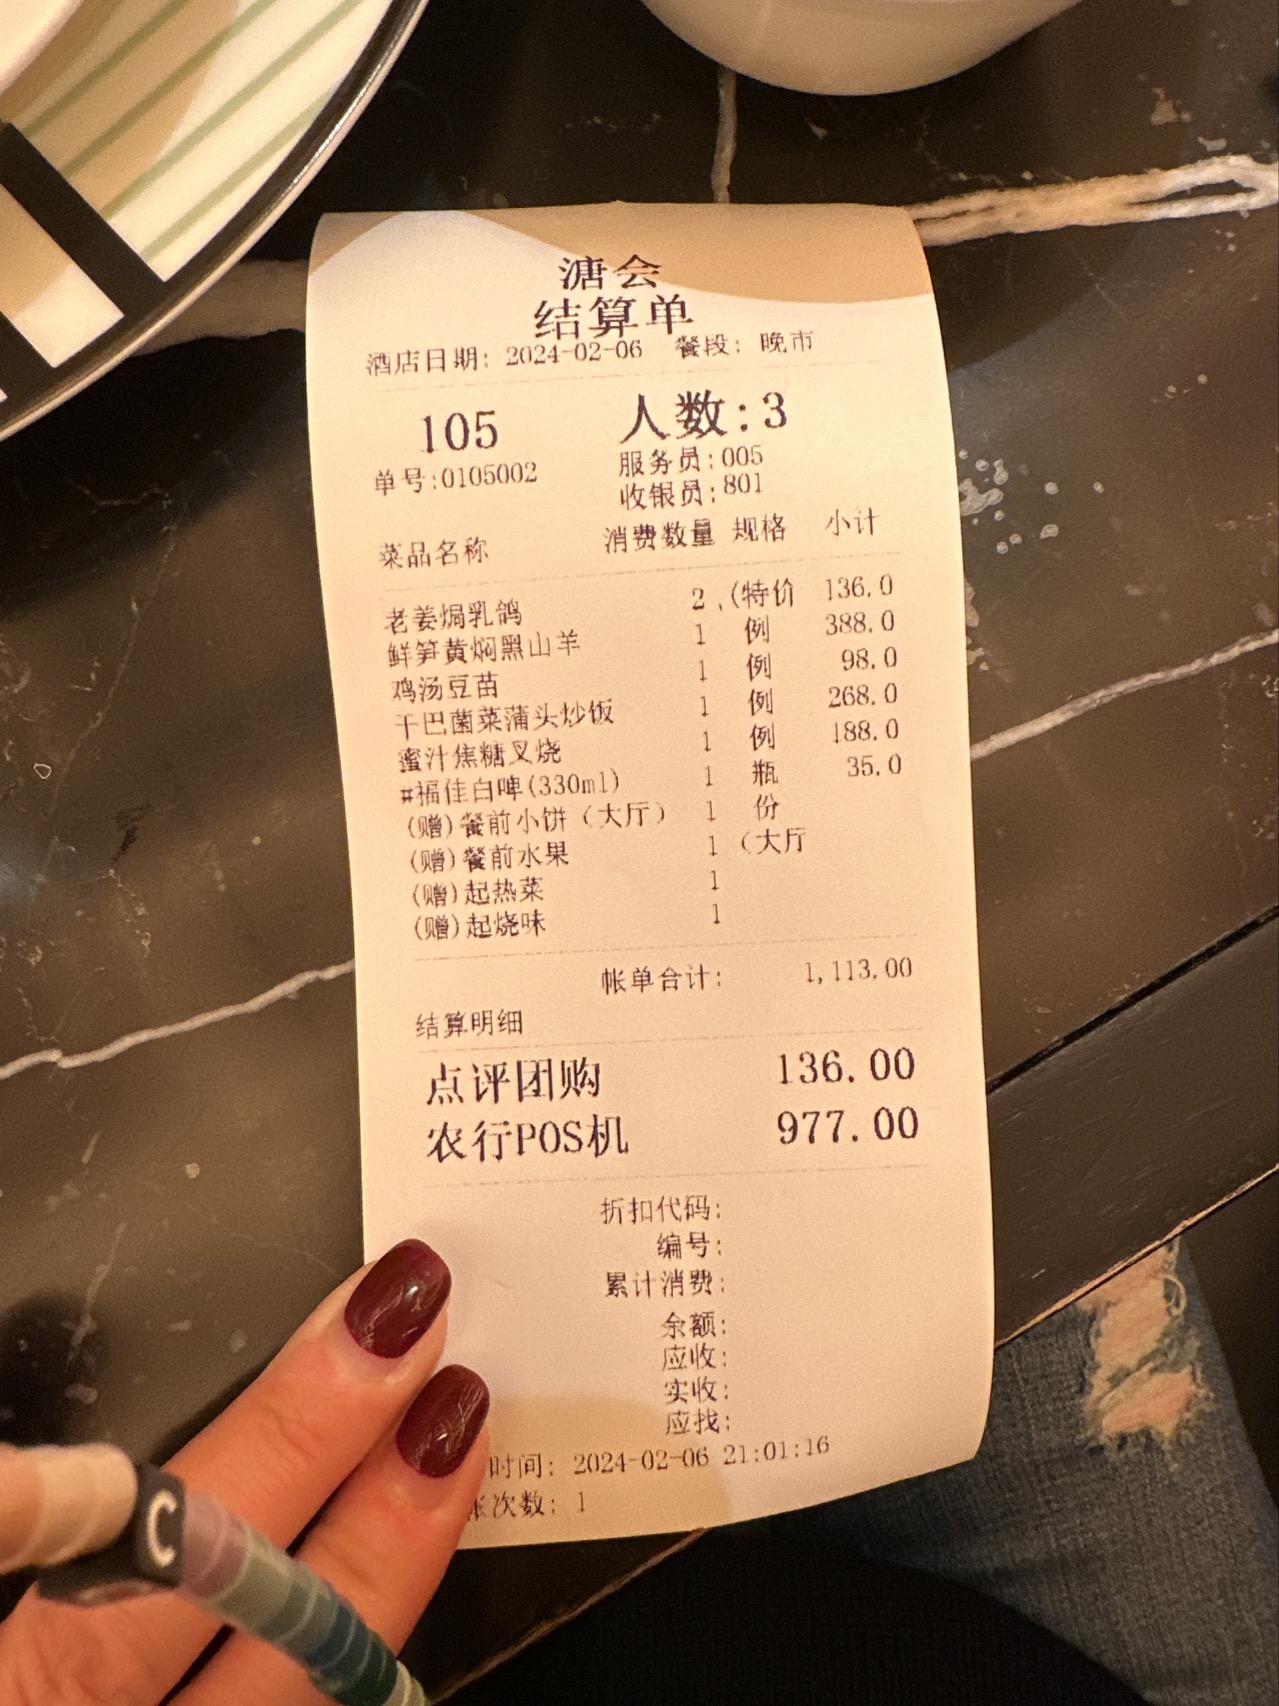 溏会
结算单
酒店日期: 2024-02-06 餐段: 晚市
105 人数:3
单号:0105002 服务员:005
收银员:801
菜品名称 消费数量 规格 小计
老姜焗乳鸽 2 (特价 136.0
鲜笋黄焖黑山羊 1 例 388.0
鸡汤豆苗 1 例 98.0
干巴菌菜蒲头炒饭 1 例 268.0
蜜汁焦糖叉烧 1 例 188.0
#福佳白啤(330ml) 1 瓶 35.0
(赠)餐前小饼（大厅） 1 份
(赠)餐前水果 1 （大厅
(赠)起热菜 1
(赠)起烧味 1
帐单合计: 1,113.00
结算明细
点评团购 136.00
农行POS机 977.00
折扣代码:
编号:
累计消费:
余额:
应收:
实收:
应找:
时间: 2024-02-06 21:01:16
帐次数: 1
C